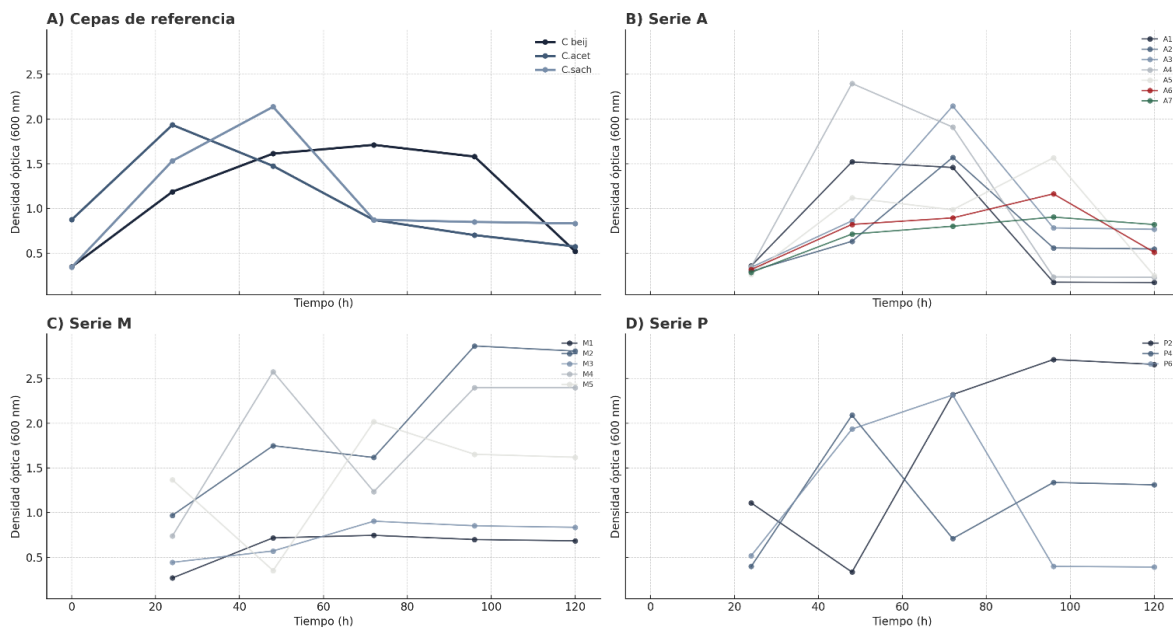 A) Cepas de referencia
Densidad óptica (600 nm)
2.5
2.0
1.5
1.0
0.5
C beij
C.acet
C.sach
Tiempo (h)
B) Serie A
Densidad óptica (600 nm)
A1
A2
A3
A4
A5
A6
A7
Tiempo (h)
C) Serie M
Densidad óptica (600 nm)
2.5
2.0
1.5
1.0
0.5
M1
M2
M3
M4
M5
0 20 40 60 80 100 120
Tiempo (h)
D) Serie P
Densidad óptica (600 nm)
P2
P4
P6
0 20 40 60 80 100 120
Tiempo (h)